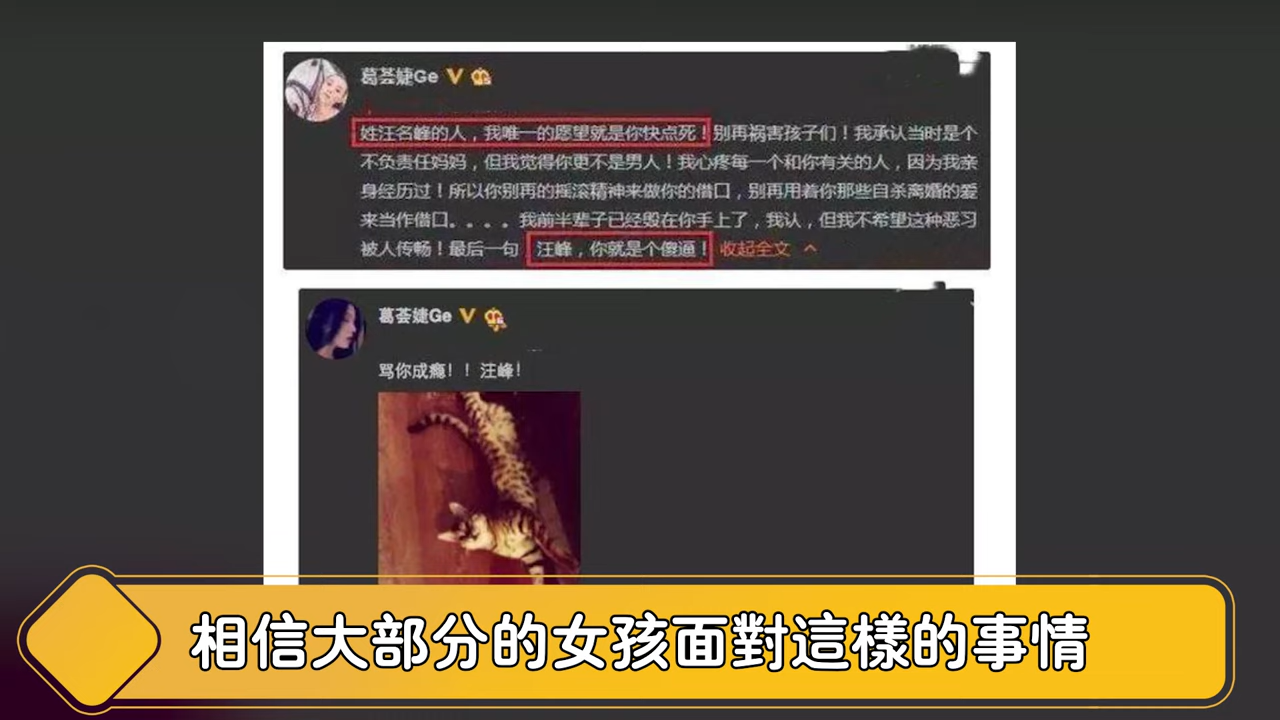 葛荟婕Ge
姓汪名峰的人，我唯一的愿望就是你快点死！别再祸害孩子们！我承认当时是个
不负责任妈妈，但我觉得你更不是男人！我心疼每一个和你有关的人，因为我亲
身经历过！所以你别再的摇滚精神来做你的借口，别再用着你那些自杀离婚的爱
来当作借口。。。。我前半辈子已经毁在你手上了，我认，但我不希望这种恶习
被人传畅！最后一句 汪峰，你就是个傻逼！ 收起全文
葛荟婕Ge
骂你成瘾！！汪峰！
相信大部分的女孩面對這樣的事情